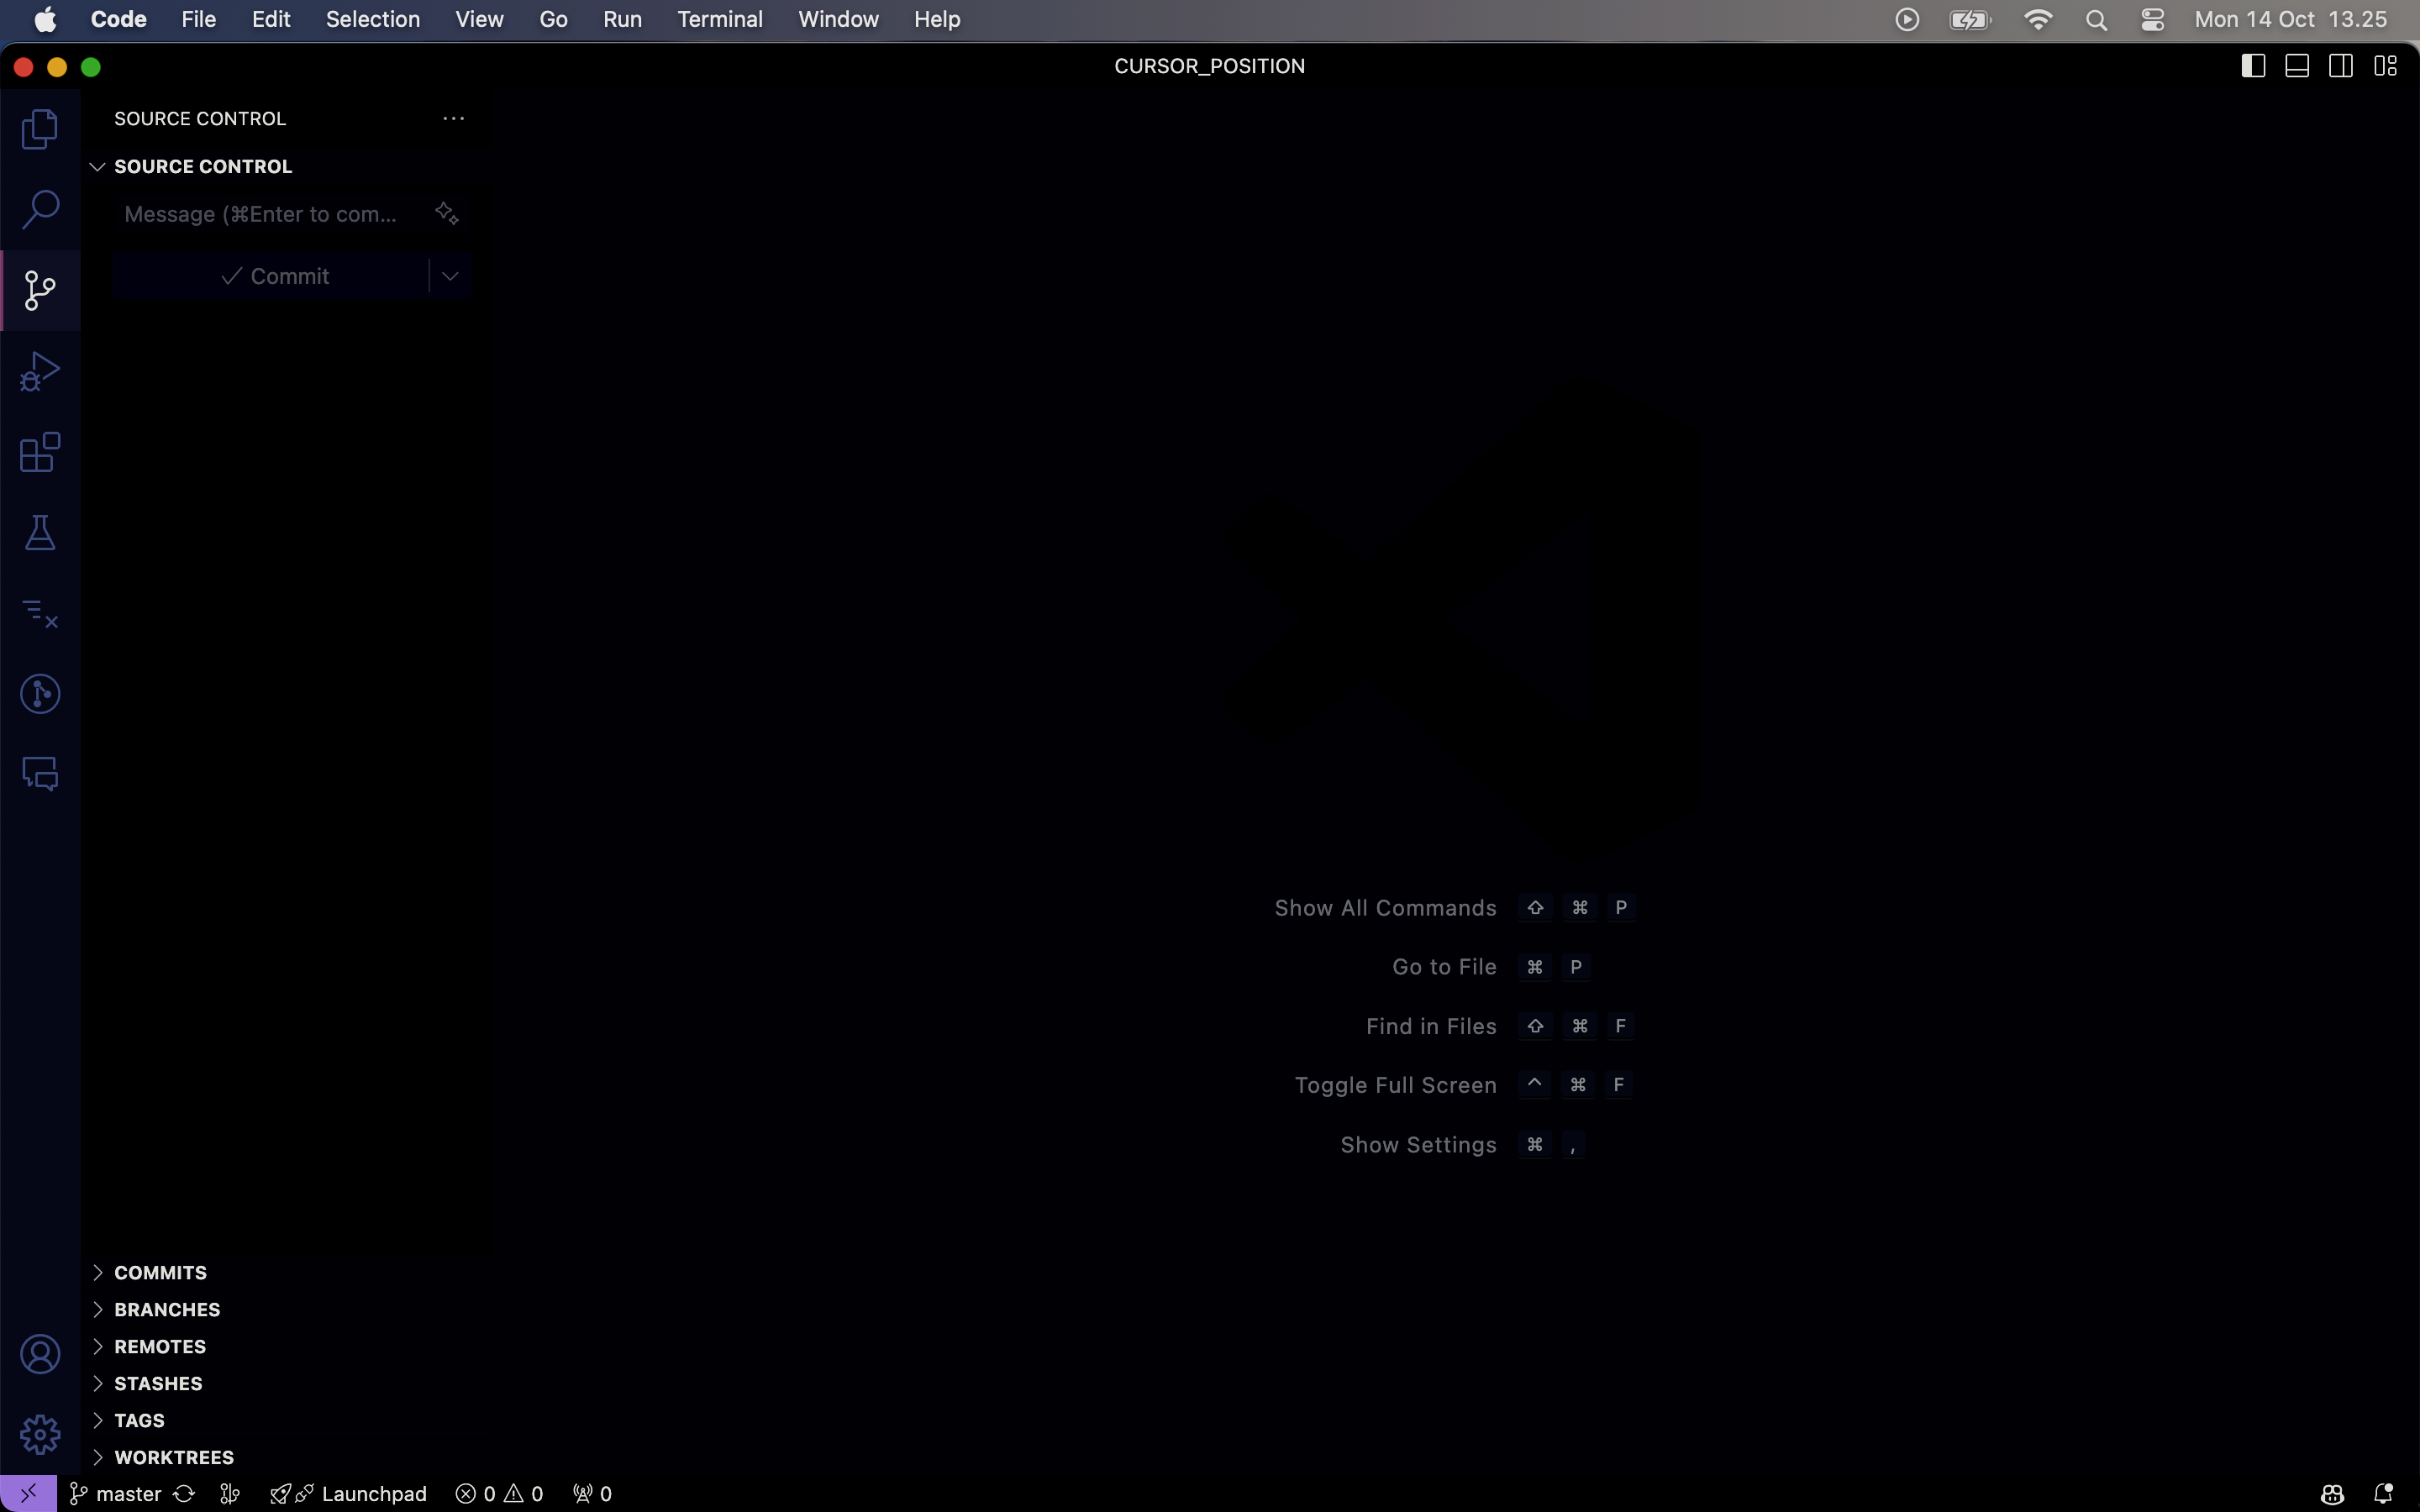 Code File Edit Selection View Go Run Terminal Window Help Mon 14 Oct 13.25
CURSOR_POSITION
SOURCE CONTROL
SOURCE CONTROL
Message (⌘Enter to com...
Commit
Show All Commands ⇧ ⌘ P
Go to File ⌘ P
Find in Files ⇧ ⌘ F
Toggle Full Screen ⌃ ⌘ F
Show Settings ⌘ ,
COMMITS
BRANCHES
REMOTES
STASHES
TAGS
WORKTREES
master Launchpad 0 0 0